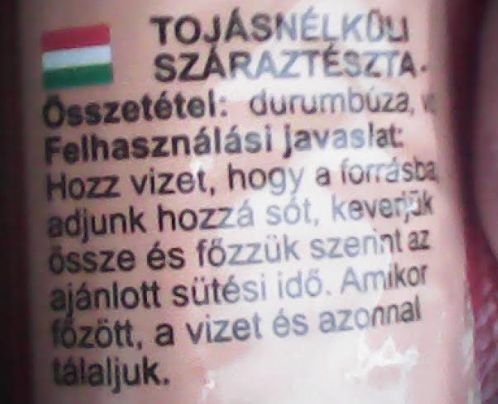 TOJÁSNÉLKÜLI
SZÁRAZTÉSZTA.
Összetétel: durumbúza,
Felhasználási javaslat:
Hozz vizet, hogy a forrásba,
adjunk hozzá sót, keverjük
össze és főzzük szerint az
ajánlott sütési idő. Amikor
főzött, a vizet és azonnal
tálaljuk.